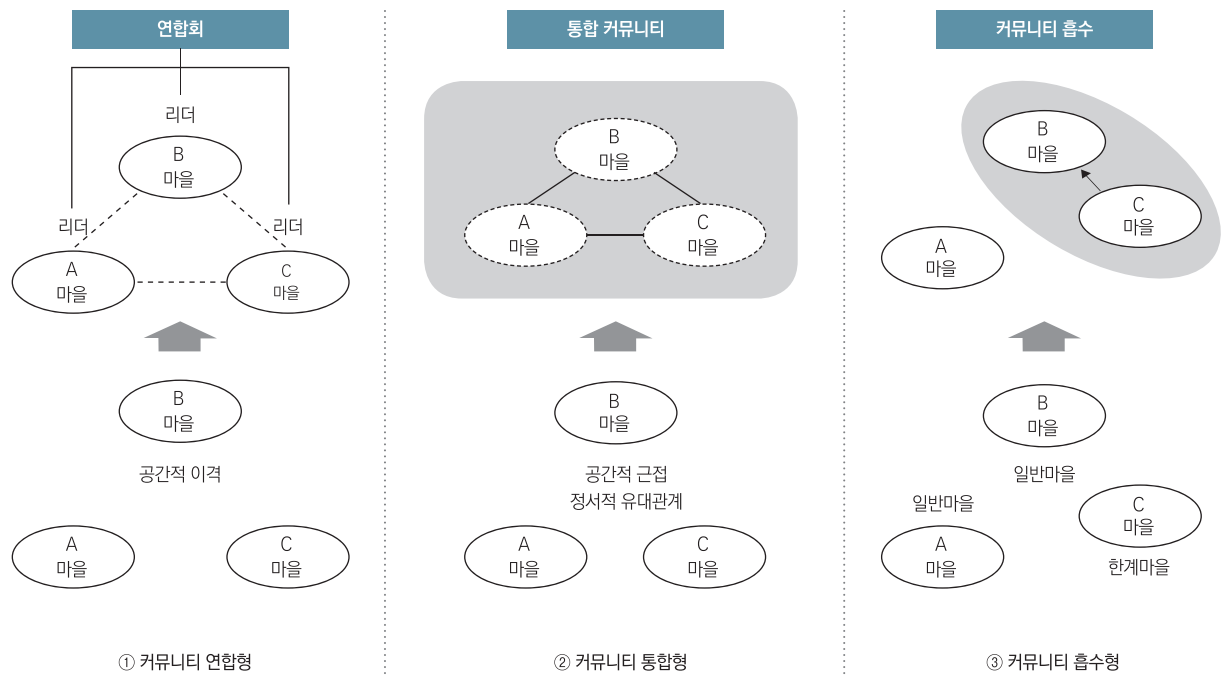 연합회
리더
B
마을
리더
리더
A
마을
C
마을
B
마을
공간적 이격
A
마을
C
마을
① 커뮤니티 연합형
통합 커뮤니티
B
마을
A
마을
C
마을
B
마을
공간적 근접
정서적 유대관계
A
마을
C
마을
② 커뮤니티 통합형
커뮤니티 흡수
B
마을
C
마을
A
마을
B
마을
일반마을
일반마을
C
마을
A
마을
한계마을
③ 커뮤니티 흡수형